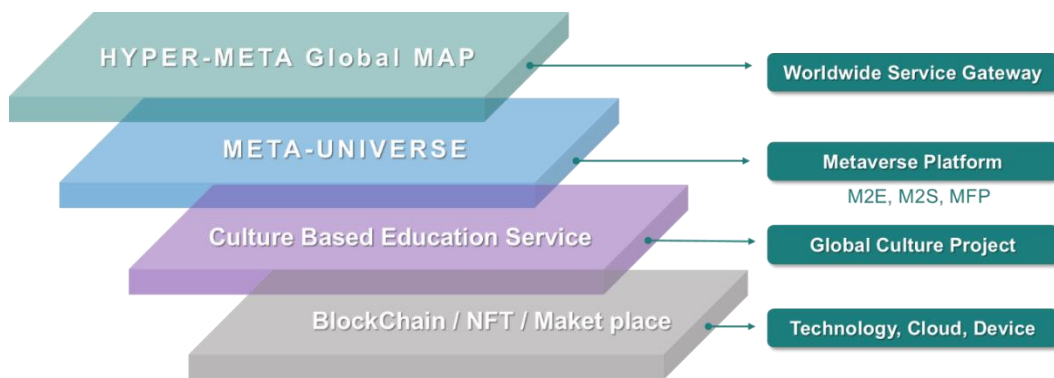 HYPER-META Global MAP
Worldwide Service Gateway
META-UNIVERSE
Metaverse Platform
M2E, M2S, MFP
Culture Based Education Service
Global Culture Project
BlockChain / NFT / Maket place
Technology, Cloud, Device